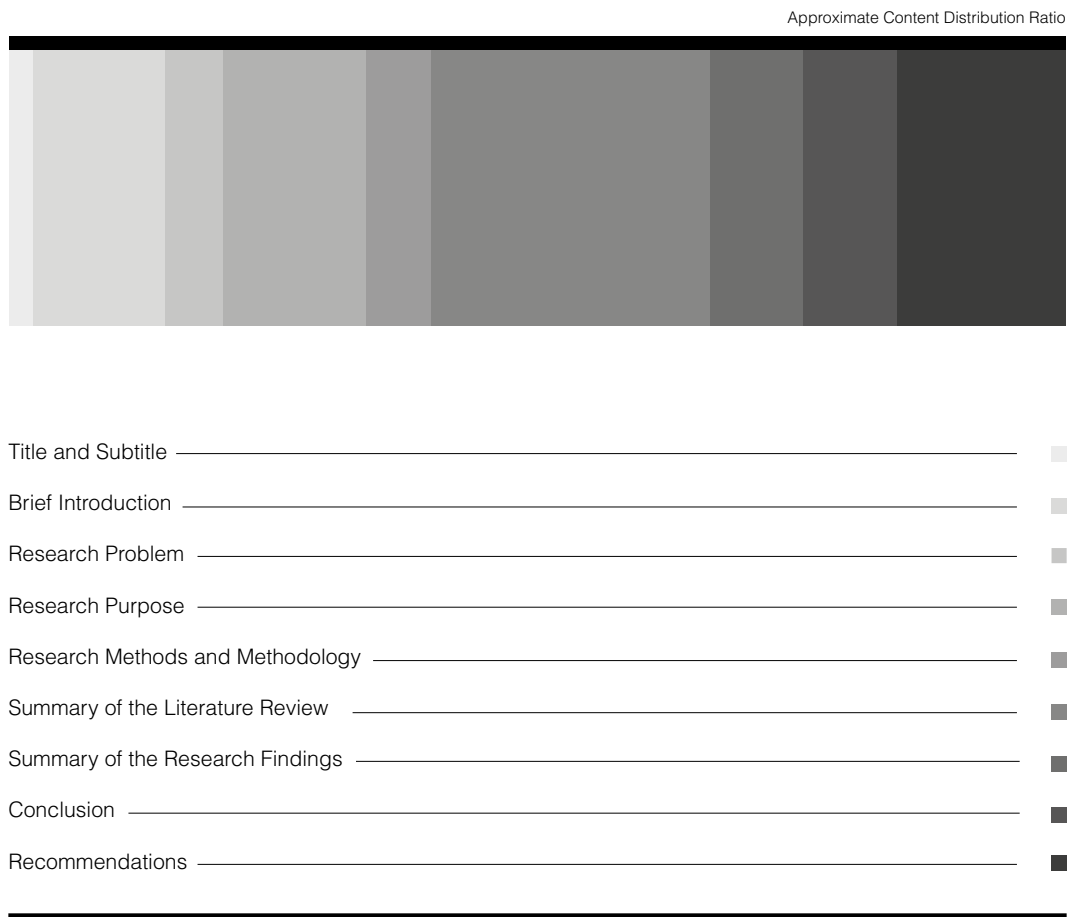 Approximate Content Distribution Ratio
Title and Subtitle
Brief Introduction
Research Problem
Research Purpose
Research Methods and Methodology
Summary of the Literature Review
Summary of the Research Findings
Conclusion
Recommendations